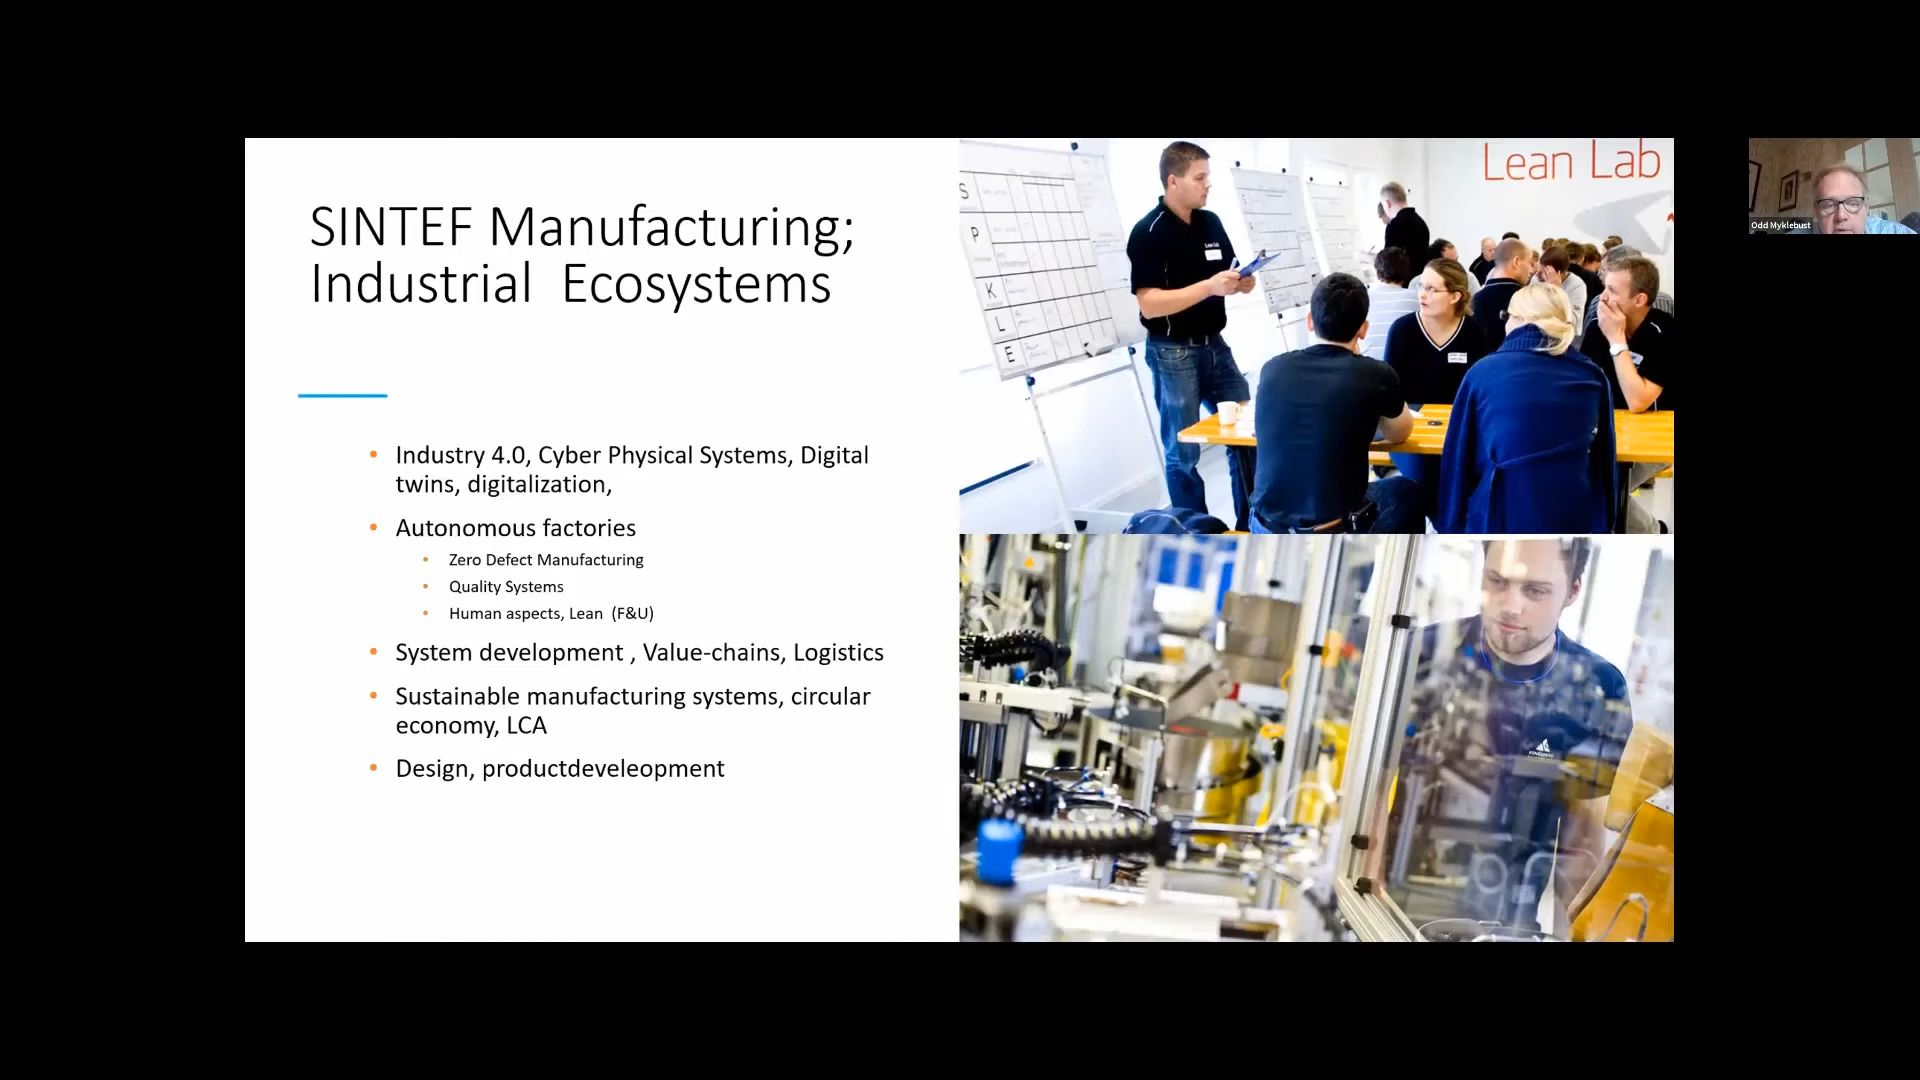 SINTEF Manufacturing;
Industrial Ecosystems
• Industry 4.0, Cyber Physical Systems, Digital
twins, digitalization,
• Autonomous factories
• Zero Defect Manufacturing
• Quality Systems
• Human aspects, Lean (F&U)
• System development , Value-chains, Logistics
• Sustainable manufacturing systems, circular
economy, LCA
• Design, productdeveleopment
Lean Lab
S
P
K
L
E
Lean Lab
Odd Myklebust